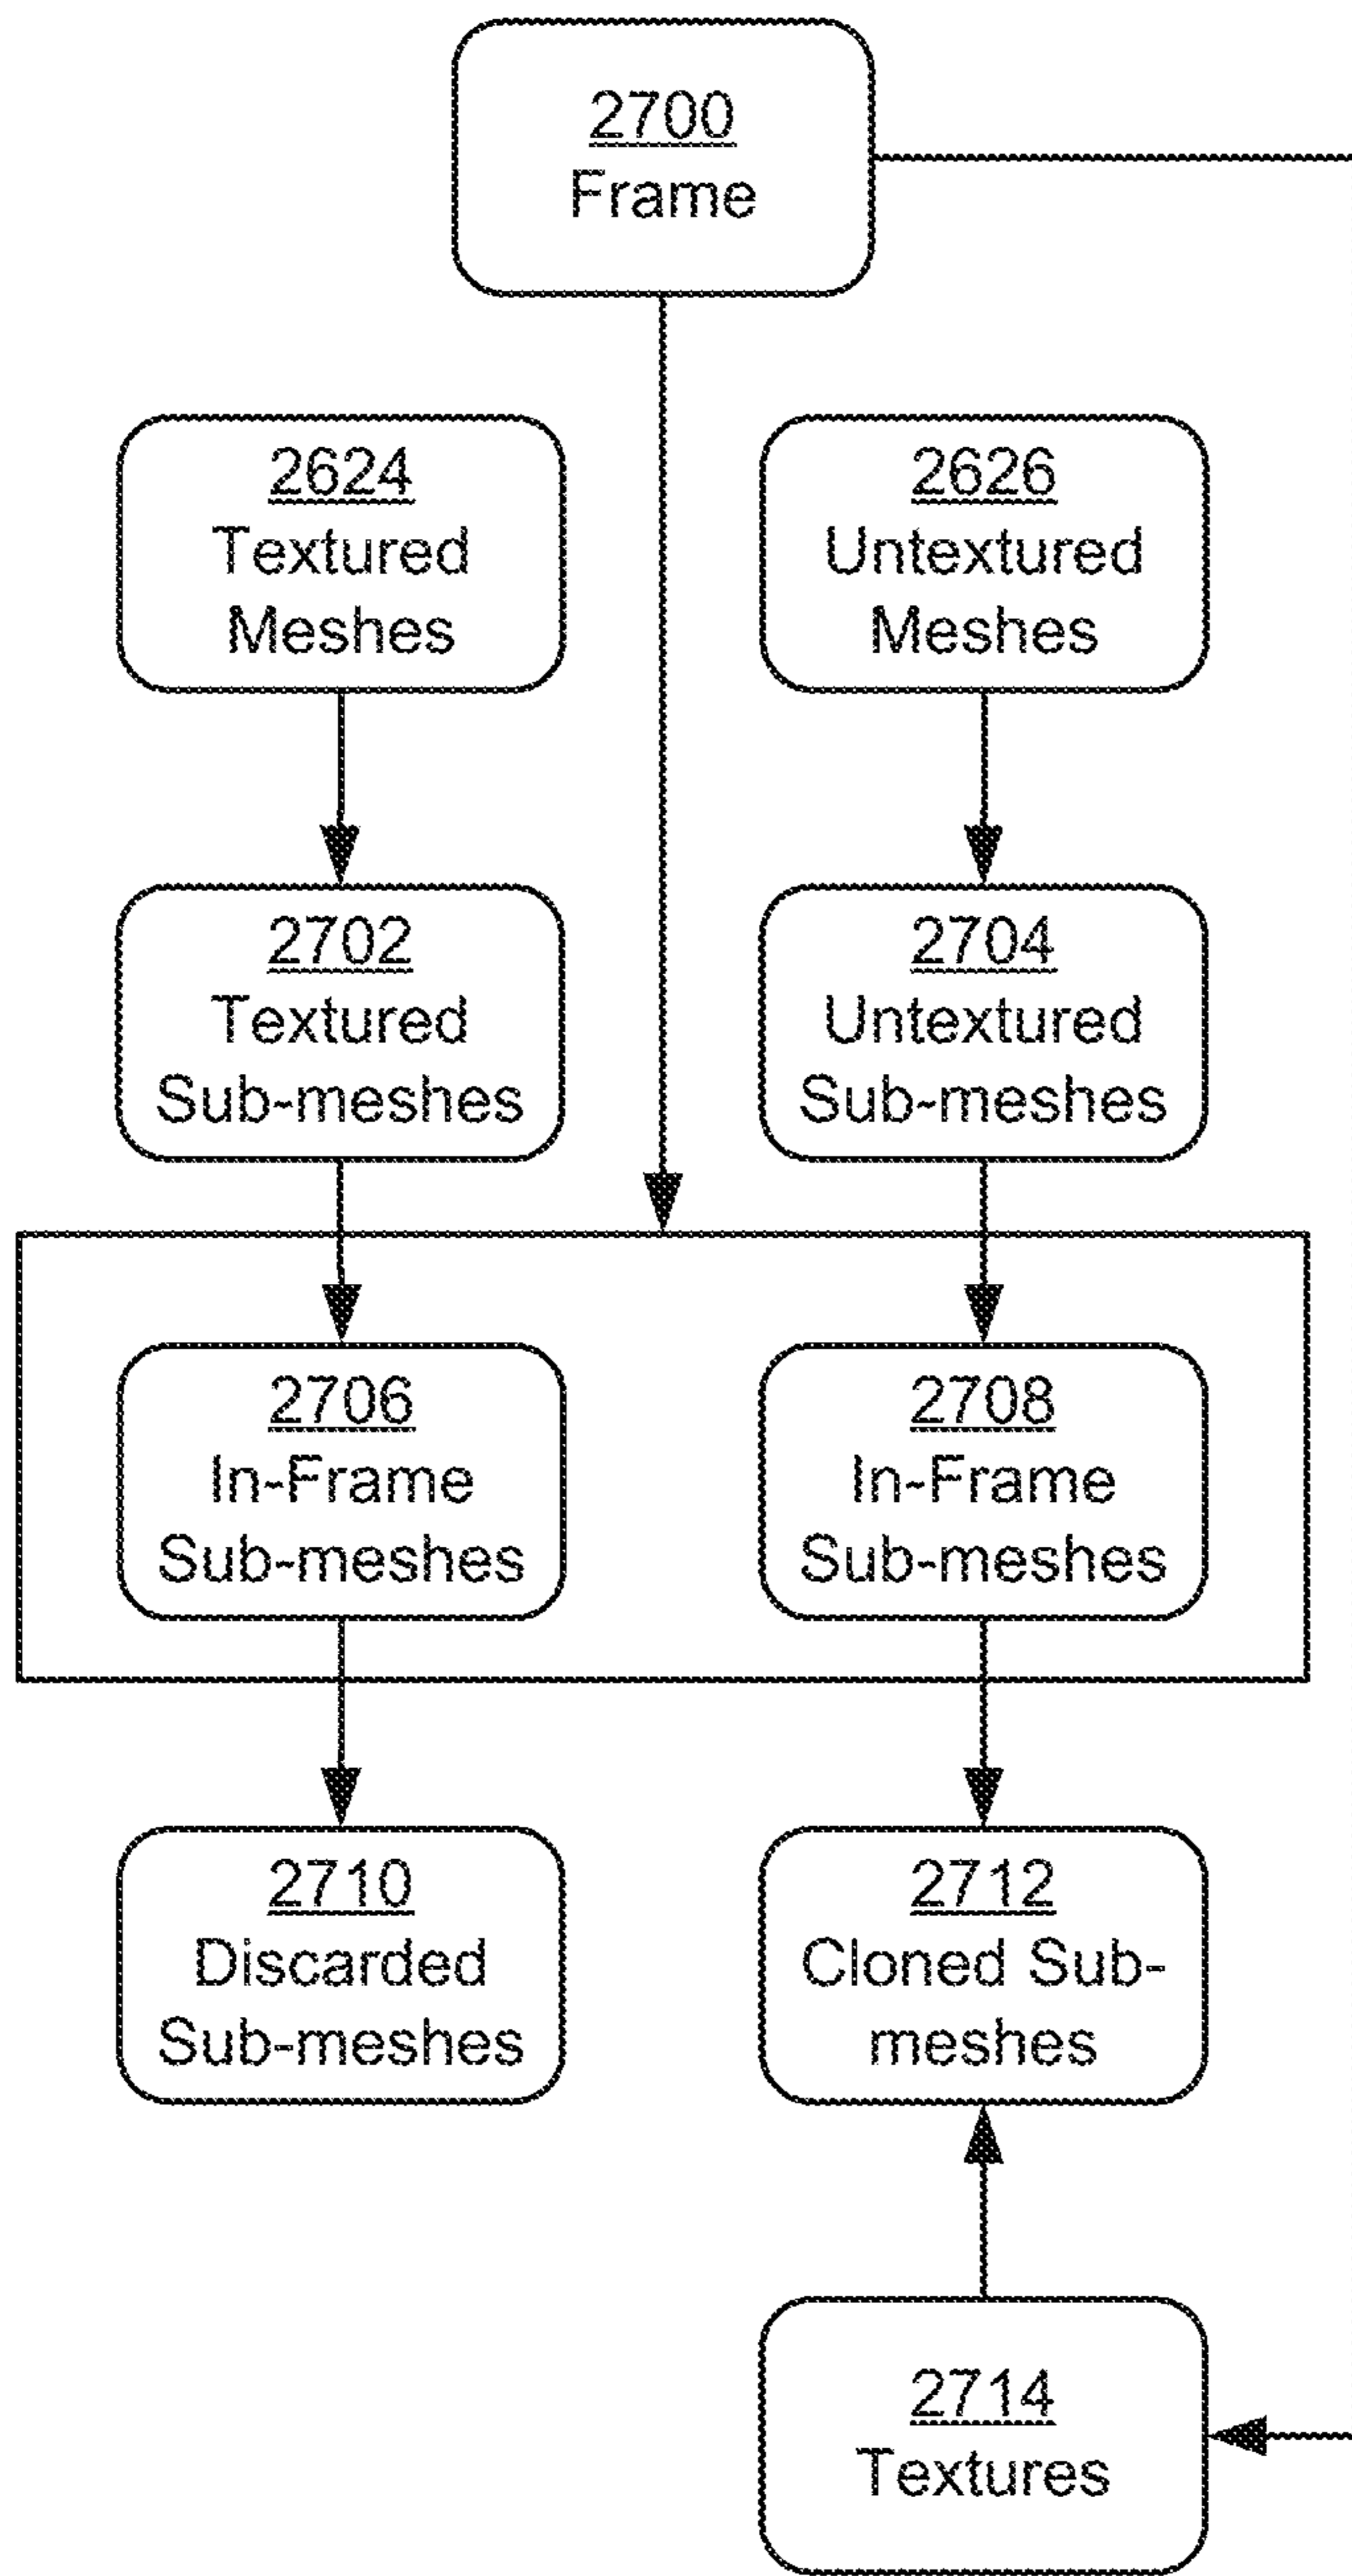 2700
Frame
2624
Textured
Meshes
2626
Untextured
Meshes
2702
Textured
Sub-meshes
2704
Untextured
Sub-meshes
2706
In-Frame
Sub-meshes
2708
In-Frame
Sub-meshes
2710
Discarded
Sub-meshes
2712
Cloned Sub-
meshes
2714
Textures